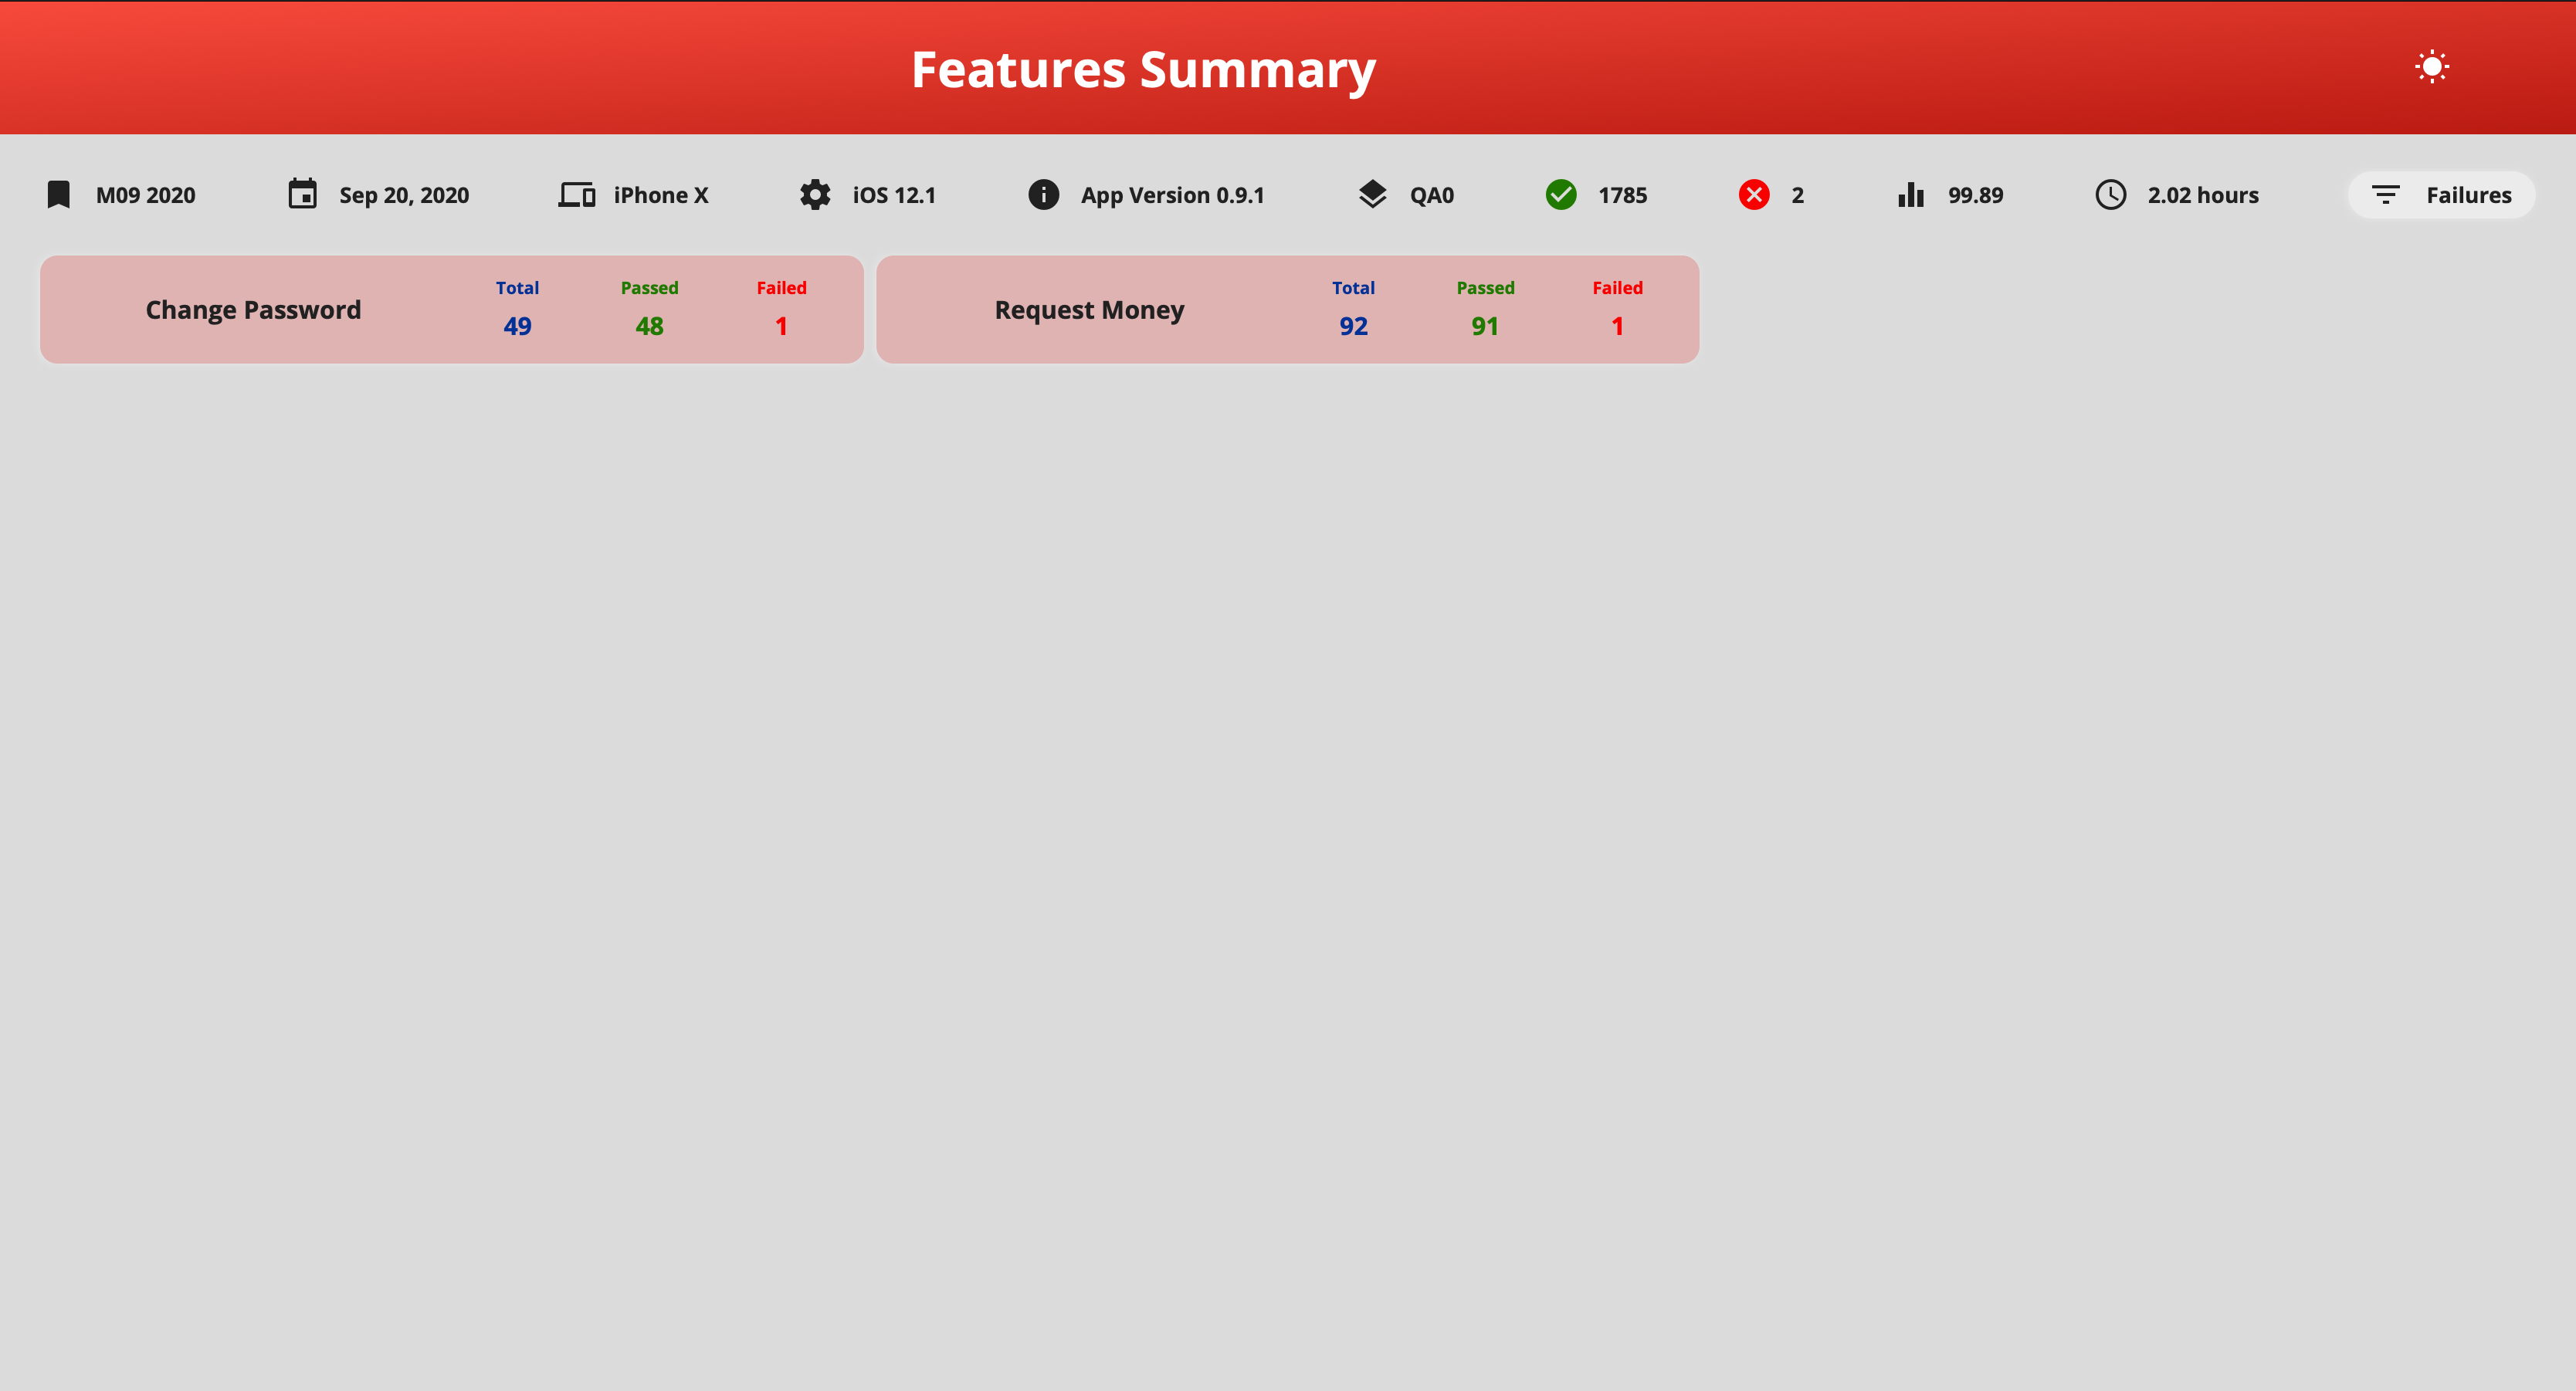 Features Summary
M09 2020 Sep 20, 2020 iPhone X iOS 12.1 App Version 0.9.1 QA0 1785 2 99.89 2.02 hours Failures
Change Password
Total Passed Failed
49 48 1
Request Money
Total Passed Failed
92 91 1